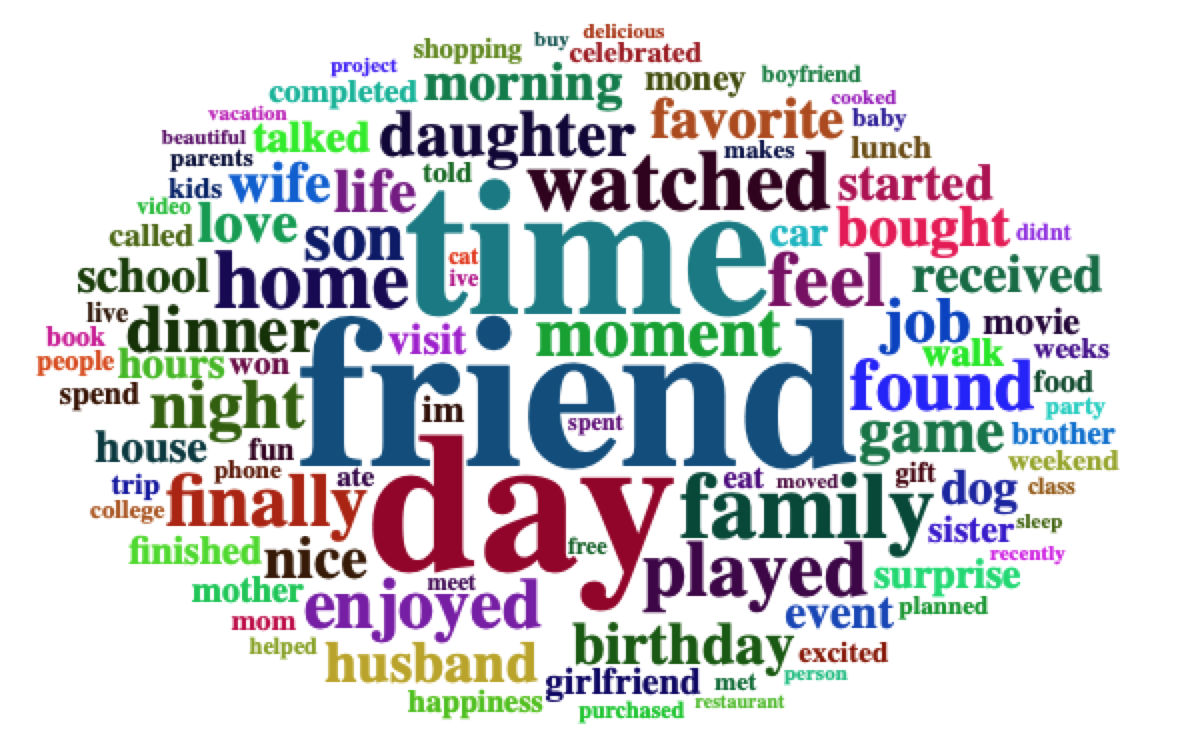 delicious
shopping buy celebrated
project
completed morning money boyfriend
vacation cooked
beautiful talked daughter favorite baby
parents makes lunch
kids wife life told watched started
video
called love son time car bought didnt
cat
school home ive feel received
live
book dinner visit moment job movie
people hours won walk weeks
spend night im friend spent found food
party
house fun game brother
phone weekend
trip finally ate day eat moved gift dog class
college family sister sleep
finished nice free recently
mother meet played surprise
mom enjoyed event planned
helped husband birthday excited
happiness girlfriend met person
purchased restaurant